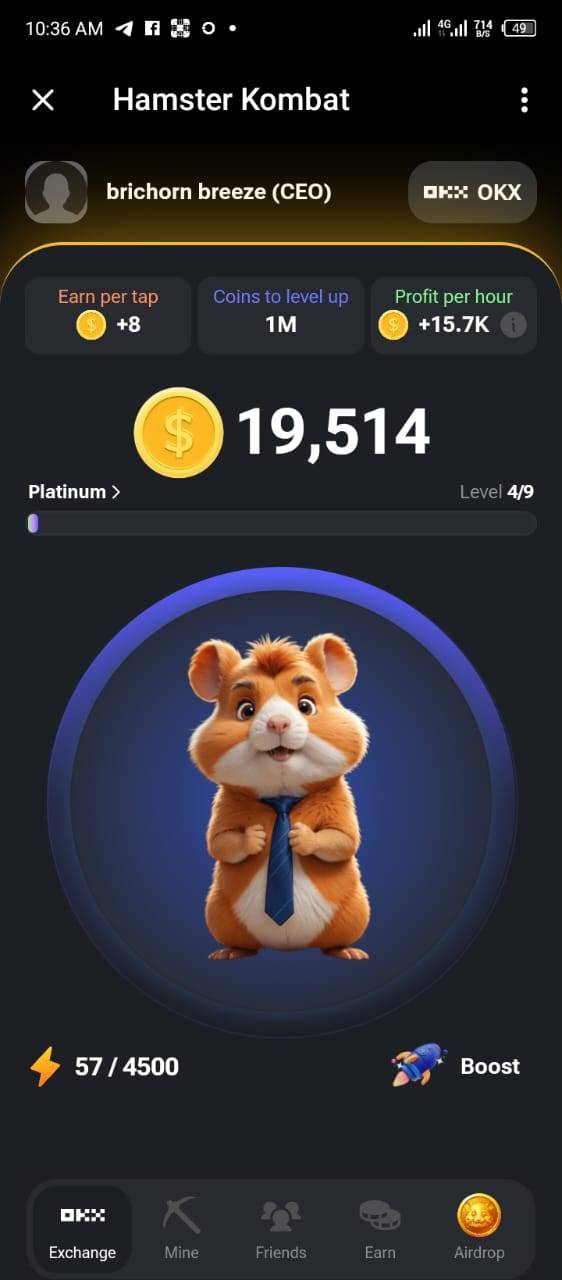 10:36 AM
4G
714 B/S
49
Hamster Kombat
brichorn breeze (CEO)
OKX OKX
Earn per tap
+8
Coins to level up
1M
Profit per hour
+15.7K
$ 19,514
Platinum >
Level 4/9
57 / 4500
Boost
OKX
Exchange
Mine
Friends
Earn
Airdrop